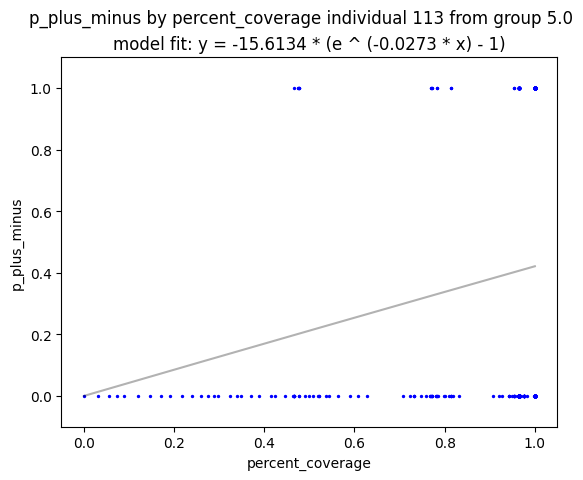 p_plus_minus by percent_coverage individual 113 from group 5.0
model fit: y = -15.6134 * (e ^ (-0.0273 * x) - 1)
1.0
0.8
0.6
0.4
0.2
0.0
p_plus_minus
0.0 0.2 0.4 0.6 0.8 1.0
percent_coverage